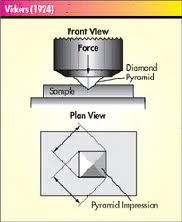 Vickers (1924)
Front View
Force
Diamond
Pyramid
Sample
Plan View
Pyramid Impression